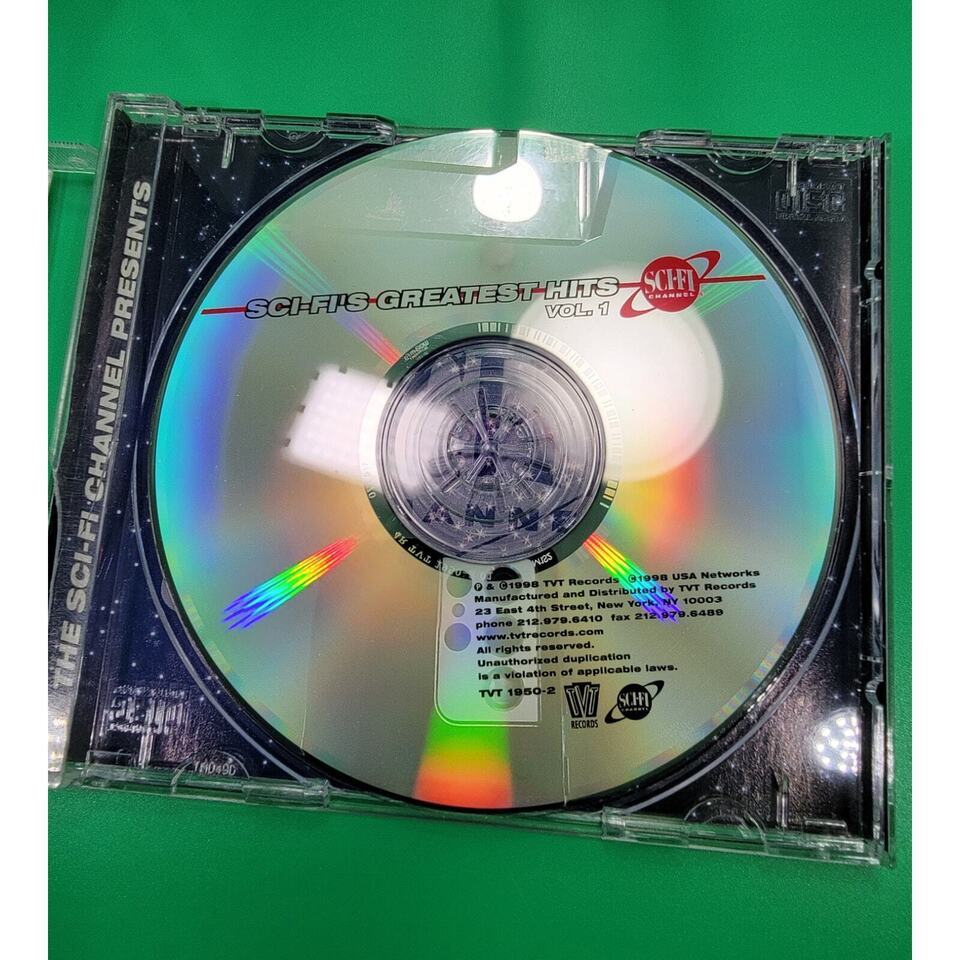 THE SCI-FI CHANNEL PRESENTS
SCI-FI'S GREATEST HITS
VOL. 1
SCI-FI
CHANNEL
DISC
ANNE
℗ & ©1998 TVT Records ©1998 USA Networks
Manufactured and Distributed by TVT Records
23 East 4th Street, New York, NY 10003
phone 212.979.6410 fax 212.979.6489
www.tvtrecords.com
All rights reserved.
Unauthorized duplication
is a violation of applicable laws.
TVT 1950-2
TVT
RECORDS
SCI-FI
CHANNEL